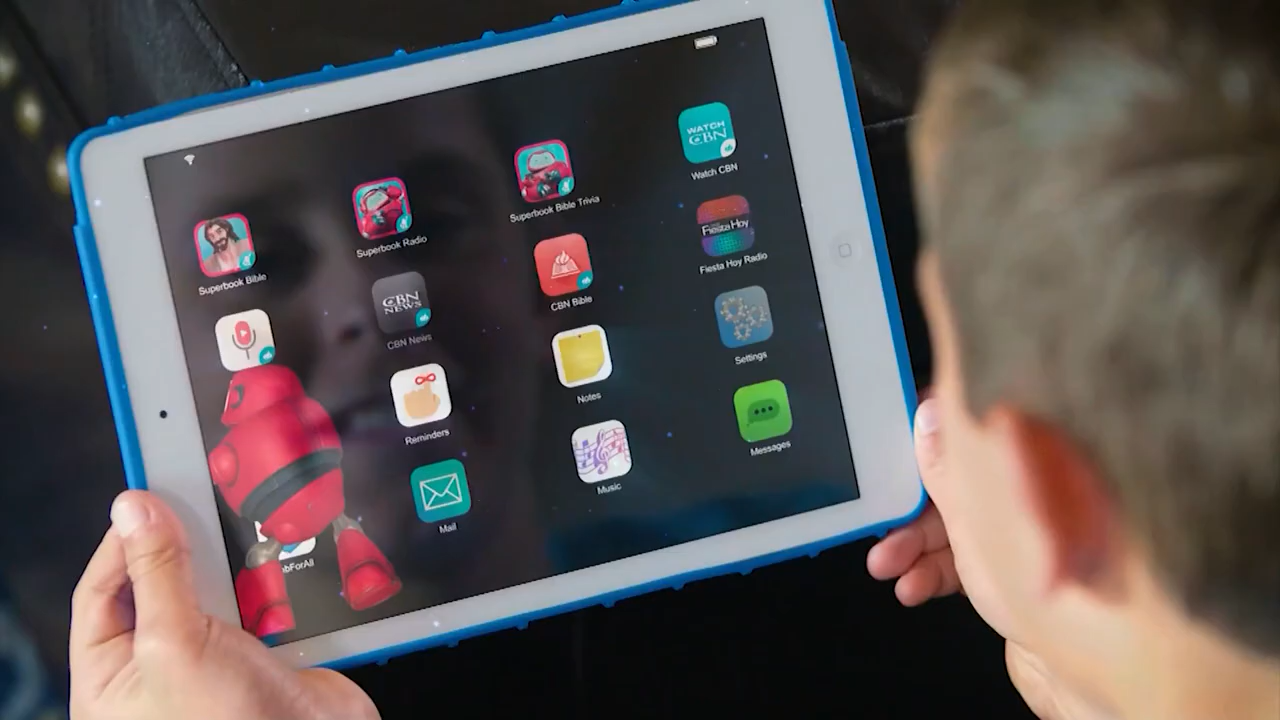 WATCH
CBN
Watch CBN
Superbook Bible Trivia
Superbook Radio
Superbook Bible
Fiesta Hoy
Fiesta Hoy Radio
CBN Bible
CBN
NEWS
CBN News
Settings
Notes
Reminders
Messages
Music
Mail
bForAll